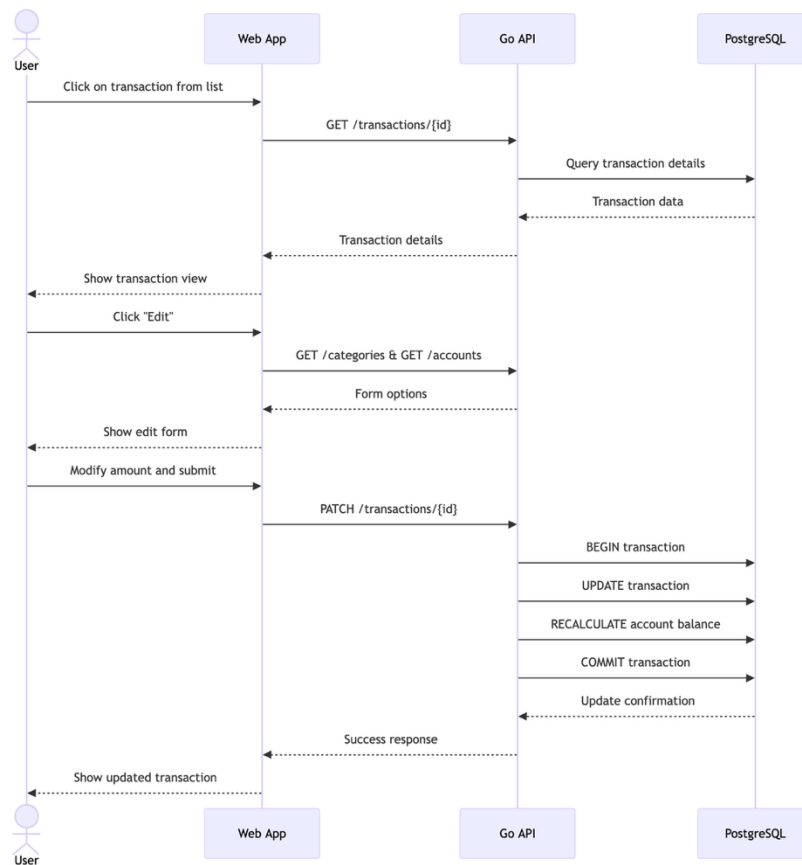 User
Web App
Go API
PostgreSQL
Click on transaction from list
GET /transactions/{id}
Query transaction details
Transaction data
Transaction details
Show transaction view
Click "Edit"
GET /categories & GET /accounts
Form options
Show edit form
Modify amount and submit
PATCH /transactions/{id}
BEGIN transaction
UPDATE transaction
RECALCULATE account balance
COMMIT transaction
Update confirmation
Success response
Show updated transaction
User
Web App
Go API
PostgreSQL